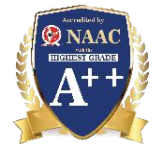 Accredited by
NAAC
with the
HIGHEST GRADE
A++